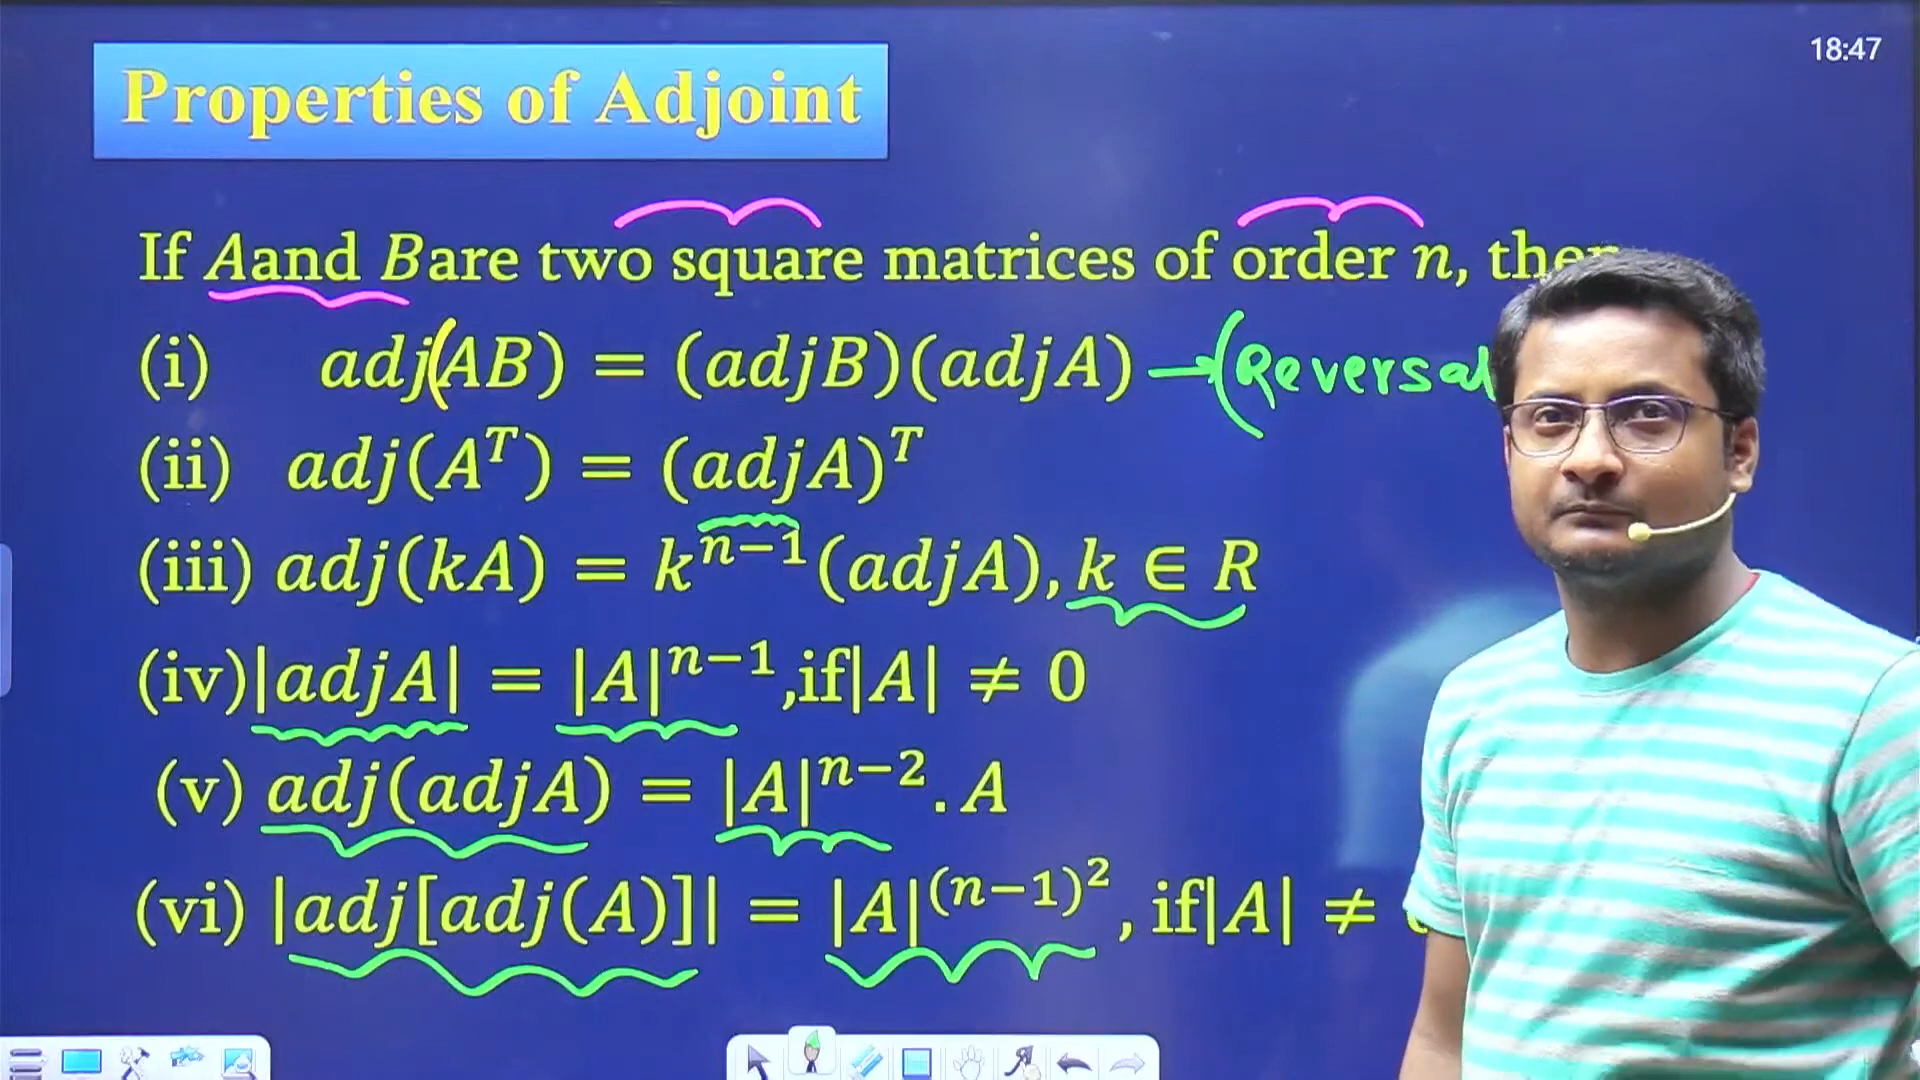 18:47
Properties of Adjoint
If A and B are two square matrices of order n, then
(i) adj(AB) = (adjB)(adjA) → (Reversal
(ii) adj(Aᵀ) = (adjA)ᵀ
(iii) adj(kA) = kⁿ⁻¹(adjA), k ∈ R
(iv) |adjA| = |A|ⁿ⁻¹, if|A| ≠ 0
(v) adj(adjA) = |A|ⁿ⁻². A
(vi) |adj[adj(A)]| = |A|⁽ⁿ⁻¹⁾², if|A| ≠